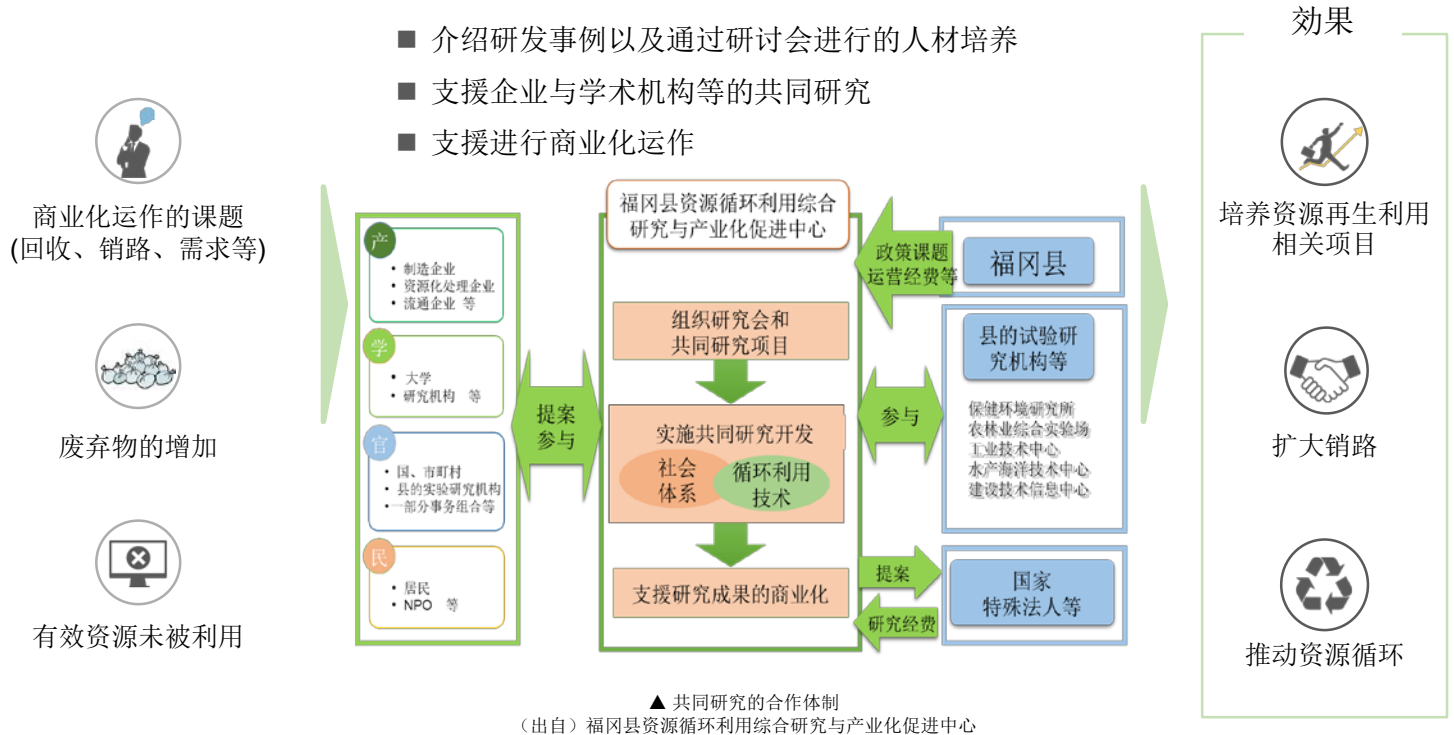 ■ 介绍研发事例以及通过研讨会进行的人材培养
■ 支援企业与学术机构等的共同研究
■ 支援进行商业化运作
商业化运作的课题
(回收、销路、需求等)
废弃物的增加
有效资源未被利用
产
• 制造企业
• 资源化处理企业
• 流通企业 等
学
• 大学
• 研究机构 等
官
• 国、市町村
• 县的实验研究机构
• 一部分事务组合等
民
• 居民
• NPO 等
提案
参与
福冈县资源循环利用综合
研究与产业化促进中心
组织研究会和
共同研究项目
实施共同研究开发
社会
体系
循环利用
技术
支援研究成果的商业化
政策课题
运营经费等
参与
提案
研究经费
福冈县
县的试验研
究机构等
保健环境研究所
农林业综合实验场
工业技术中心
水产海洋技术中心
建设技术信息中心
国家
特殊法人等
效果
培养资源再生利用
相关项目
扩大销路
推动资源循环
▲ 共同研究的合作体制
（出自）福冈县资源循环利用综合研究与产业化促进中心